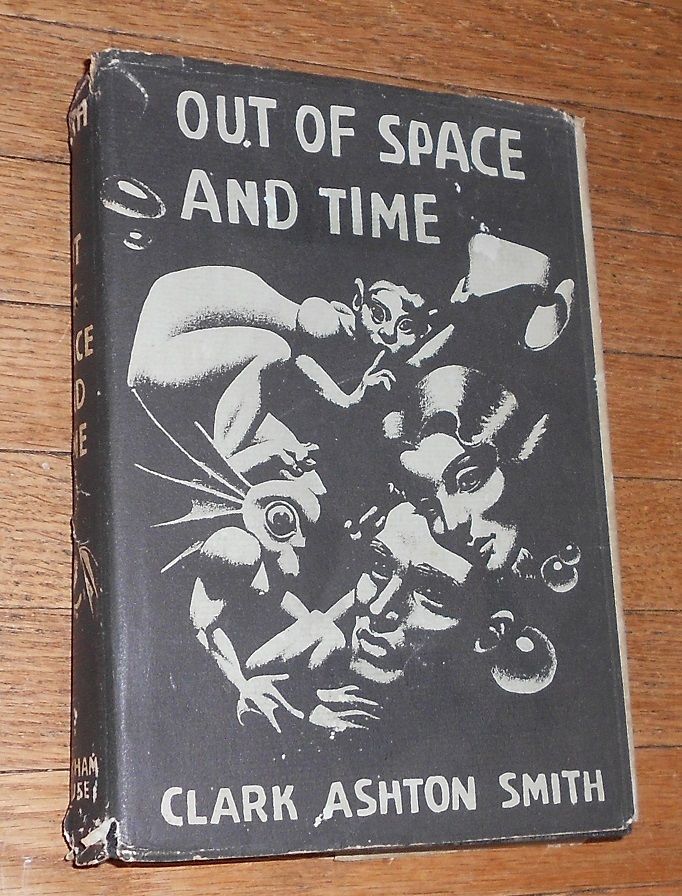 OUT OF SPACE
AND TIME
CLARK ASHTON SMITH